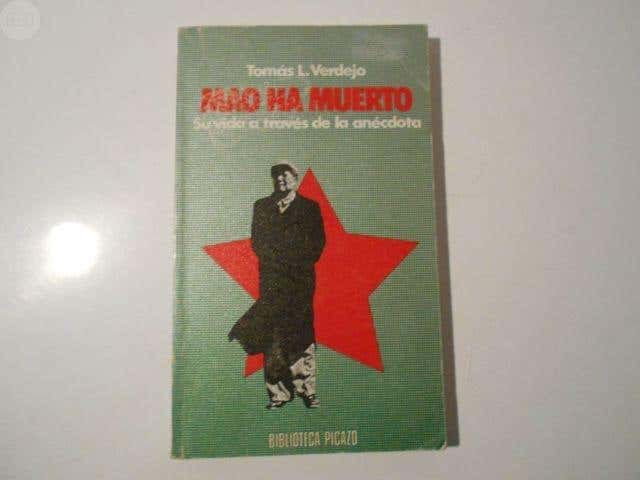 Tomás L. Verdejo
MAO HA MUERTO
Su vida a través de la anécdota
BIBLIOTECA PICAZO